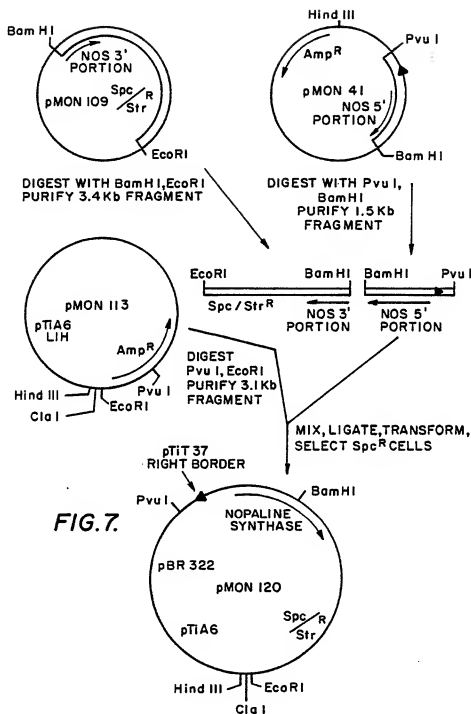 Bam HI
NOS 3'
PORTION
pMON 109
Spc/Str R
EcoRI
DIGEST WITH BamHI, EcoRI
PURIFY 3.4Kb
FRAGMENT
Hind III
Pvu I
AmpR
pMON 41
NOS 5'
PORTION
Bam HI
DIGEST WITH Pvu I,
BamHI
PURIFY 1.5Kb
FRAGMENT
EcoRI
BamHI
BamHI
Pvu I
Spc/StrR
NOS 3'
PORTION
NOS 5'
PORTION
pMON 113
pTiA6
LIH
AmpR
Hind III
Cla I
EcoRI
Pvu I
DIGEST
Pvu I, EcoRI
PURIFY 3.1Kb
FRAGMENT
MIX, LIGATE, TRANSFORM,
SELECT SpcR CELLS
pTiT 37
RIGHT BORDER
Pvu I
BamHI
NOPALINE
SYNTHASE
FIG.7.
pBR 322
pMON 120
Spc/Str R
pTiA6
Hind III
EcoRI
Cla I